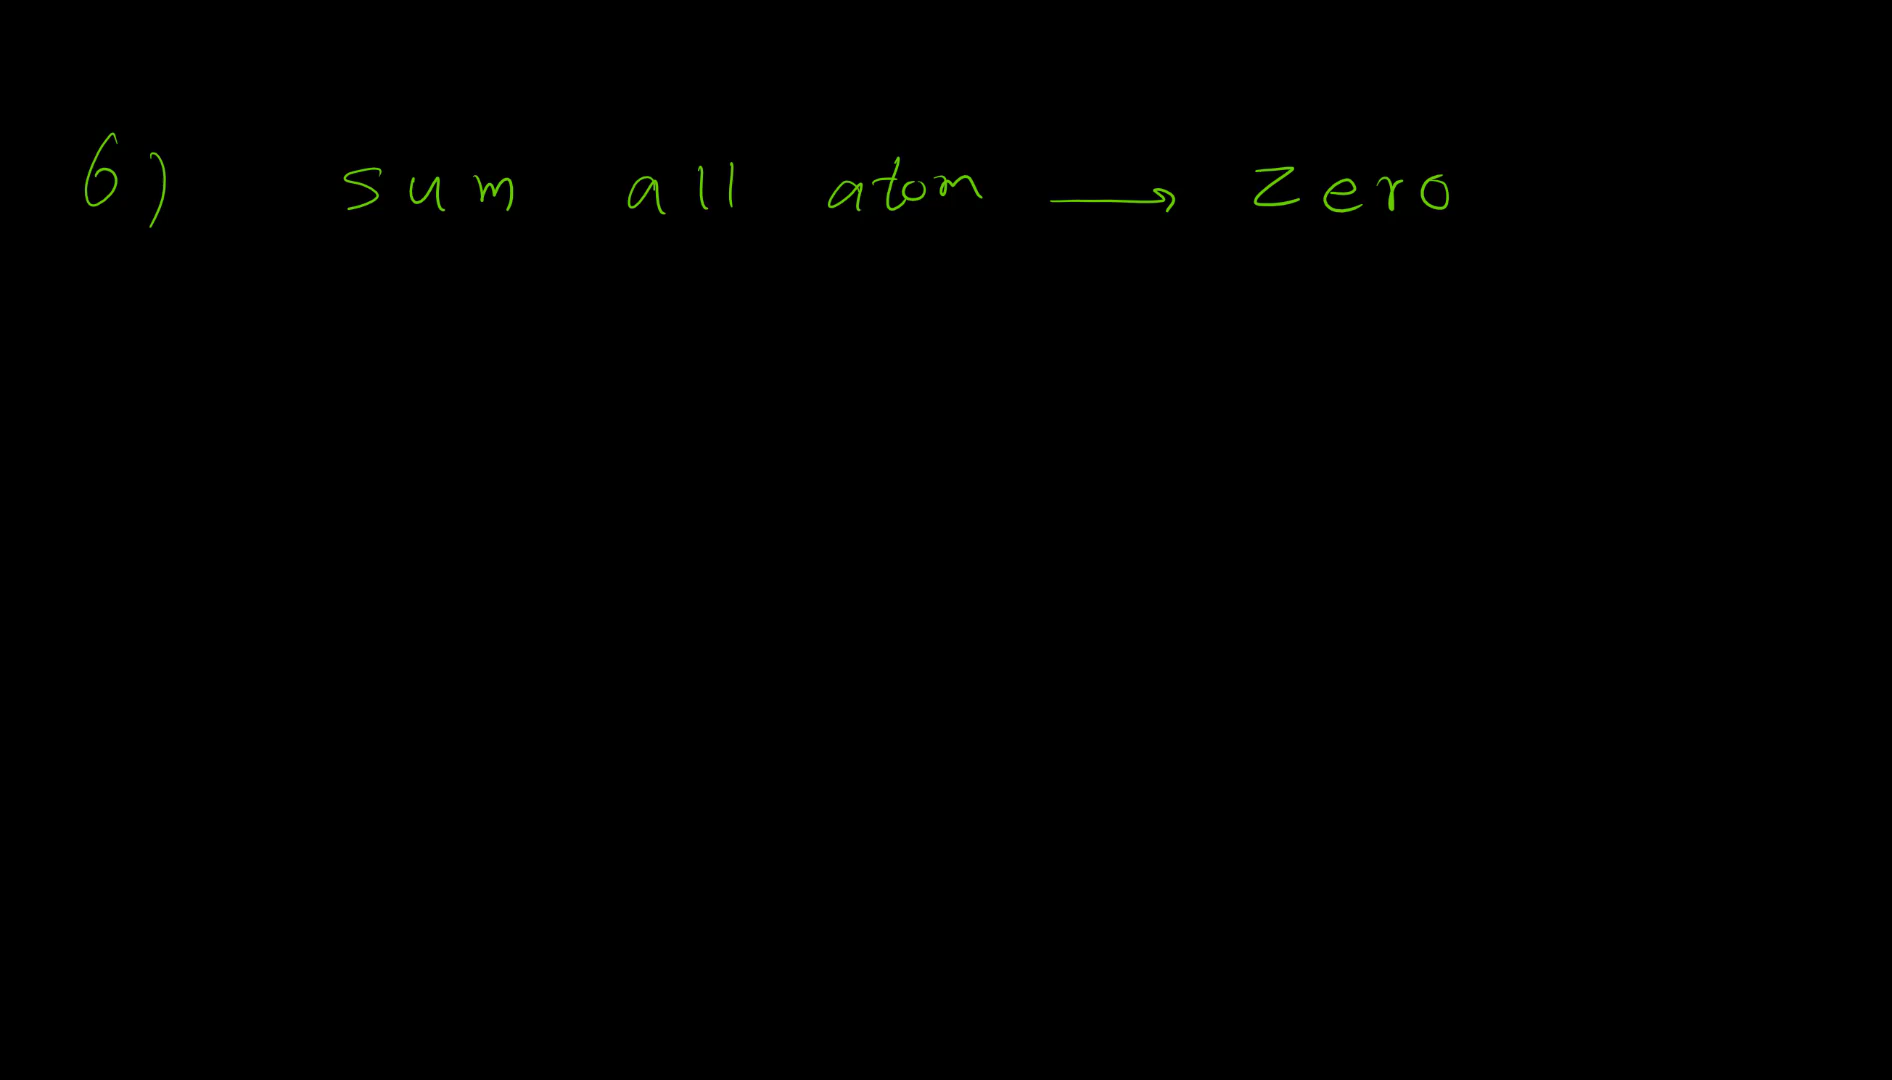 6) sum all atom → zero